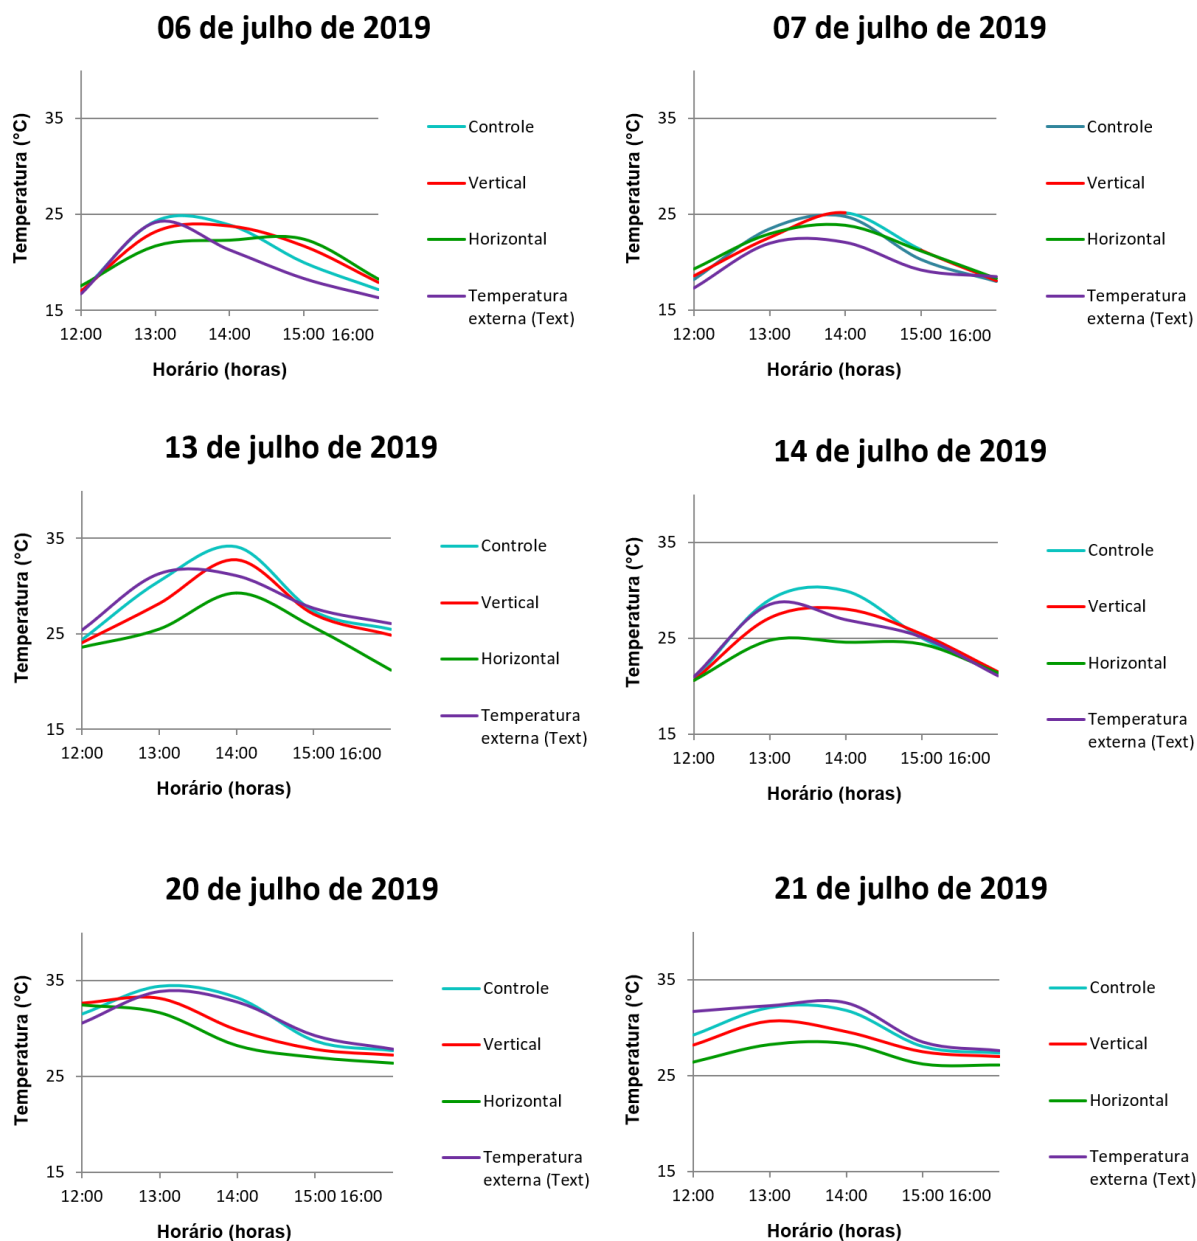 06 de julho de 2019
Temperatura (°C)
35
25
15
12:00 13:00 14:00 15:00 16:00
Horário (horas)
Controle
Vertical
Horizontal
Temperatura
externa (Text)
07 de julho de 2019
Temperatura (°C)
35
25
15
12:00 13:00 14:00 15:00 16:00
Horário (horas)
Controle
Vertical
Horizontal
Temperatura
externa (Text)
13 de julho de 2019
Temperatura (°C)
35
25
15
12:00 13:00 14:00 15:00 16:00
Horário (horas)
Controle
Vertical
Horizontal
Temperatura
externa (Text)
14 de julho de 2019
Temperatura (°C)
35
25
15
12:00 13:00 14:00 15:00 16:00
Horário (horas)
Controle
Vertical
Horizontal
Temperatura
externa (Text)
20 de julho de 2019
Temperatura (°C)
35
25
15
12:00 13:00 14:00 15:00 16:00
Horário (horas)
Controle
Vertical
Horizontal
Temperatura
externa (Text)
21 de julho de 2019
Temperatura (°C)
35
25
15
12:00 13:00 14:00 15:00 16:00
Horário (horas)
Controle
Vertical
Horizontal
Temperatura
externa (Text)